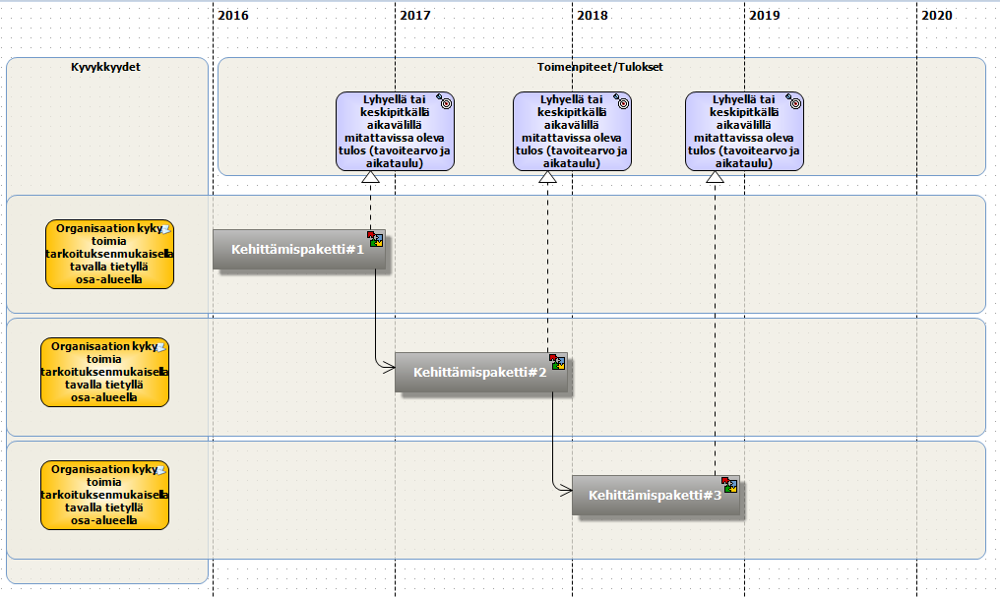 2016
2017
2018
2019
2020
Kyvykkyydet
Toimenpiteet/Tulokset
Lyhyellä tai
keskipitkällä
aikavälillä
mitattavissa oleva
tulos (tavoitearvo ja
aikataulu)
Lyhyellä tai
keskipitkällä
aikavälillä
mitattavissa oleva
tulos (tavoitearvo ja
aikataulu)
Lyhyellä tai
keskipitkällä
aikavälillä
mitattavissa oleva
tulos (tavoitearvo ja
aikataulu)
Organisaation kyky
toimia
tarkoituksenmukaisella
tavalla tietyllä
osa-alueella
Kehittämispaketti#1
Organisaation kyky
toimia
tarkoituksenmukaisella
tavalla tietyllä
osa-alueella
Kehittämispaketti#2
Organisaation kyky
toimia
tarkoituksenmukaisella
tavalla tietyllä
osa-alueella
Kehittämispaketti#3